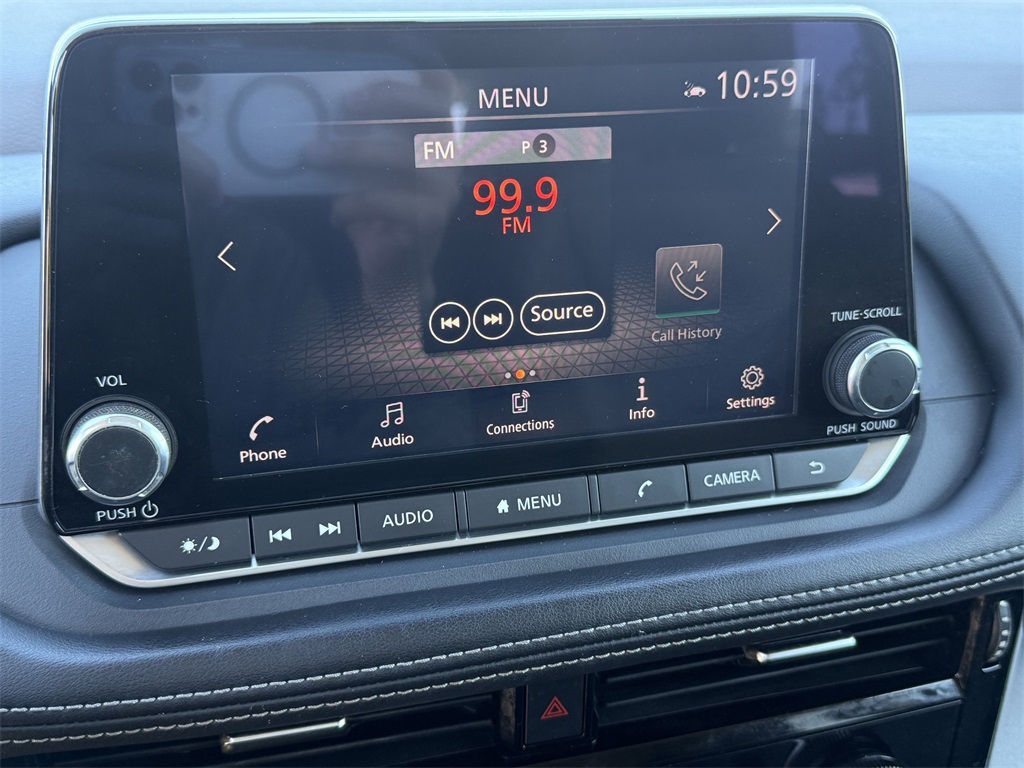 MENU
10:59
FM P 3
99.9
FM
Source
Call History
TUNE·SCROLL
VOL
Phone
Audio
Connections
Info
Settings
PUSH
PUSH SOUND
AUDIO
MENU
CAMERA